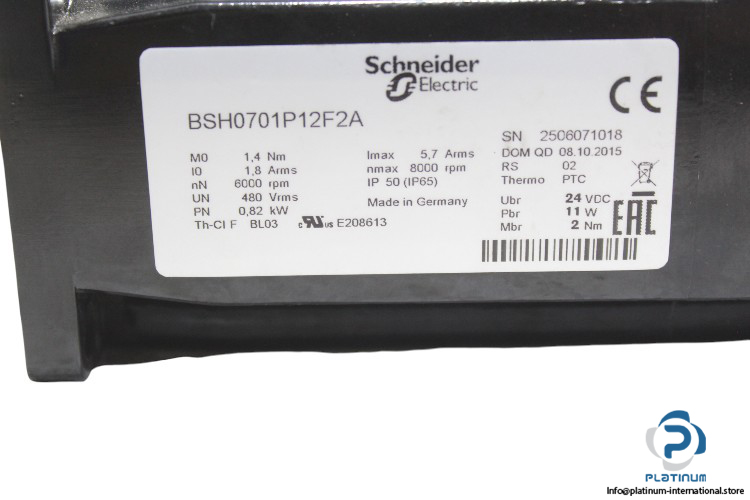 Schneider
Electric
CE
BSH0701P12F2A
M0 1,4 Nm
I0 1,8 Arms
nN 6000 rpm
UN 480 Vrms
PN 0,82 kW
Th-Cl F BL03
Imax 5,7 Arms
nmax 8000 rpm
IP 50 (IP65)
Made in Germany
c RU us E208613
SN 2506071018
DOM QD 08.10.2015
RS 02
Thermo PTC
Ubr 24 VDC
Pbr 11 W
Mbr 2 Nm
EAC
PLATINUM
Info@platinum-international.store